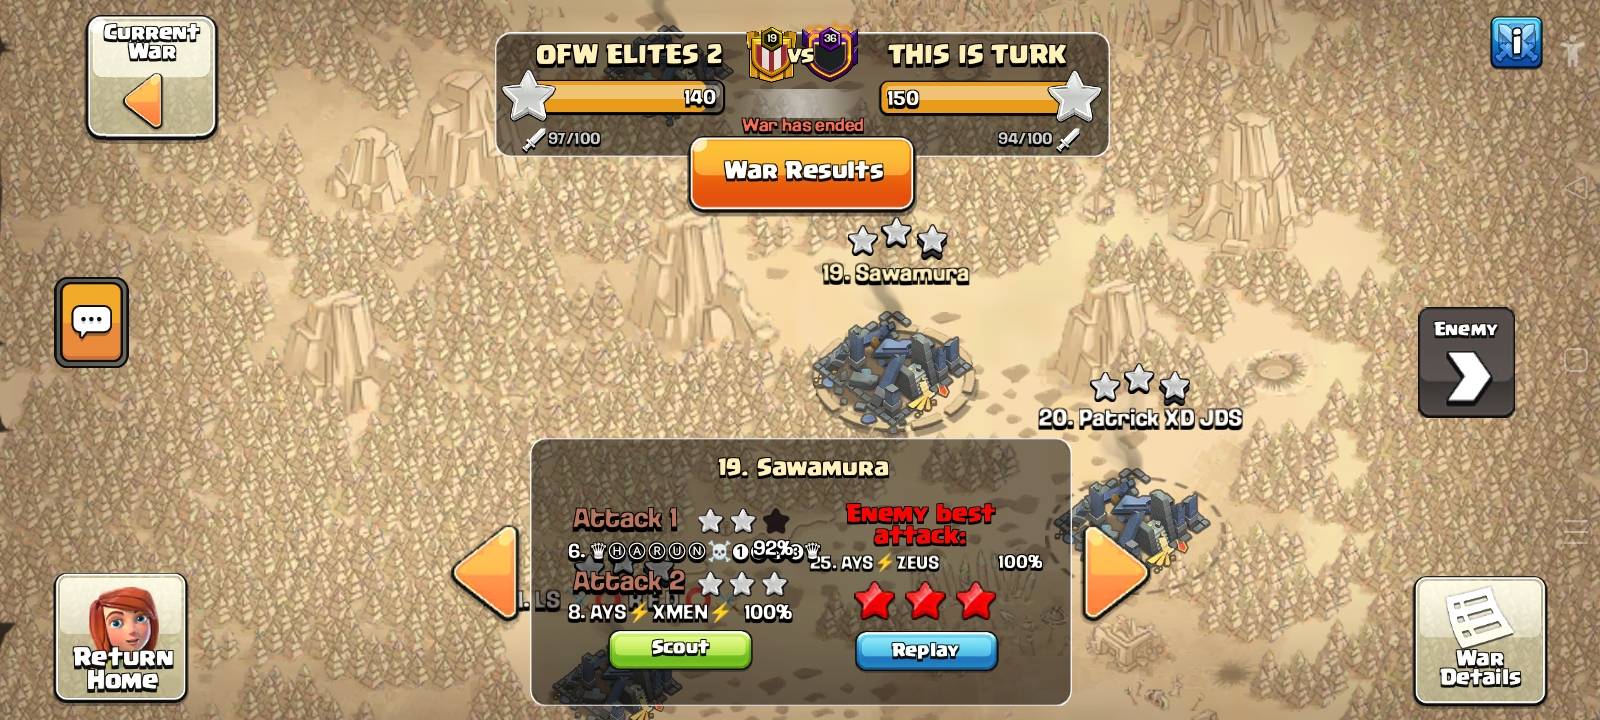 Current
War
OFW ELITES 2
19
VS
36
THIS IS TURK
140
150
97/100
War has ended
94/100
War Results
19. Sawamura
Enemy
20. Patrick XD JDS
19. Sawamura
Attack 1
Enemy best
attack:
6. ♛ⒽⒶⓇⓊⓃ☠
92%
25. AYS⚡ZEUS
100%
Attack 2
8. AYS⚡XMEN⚡ 100%
Scout
Replay
Return
Home
War
Details